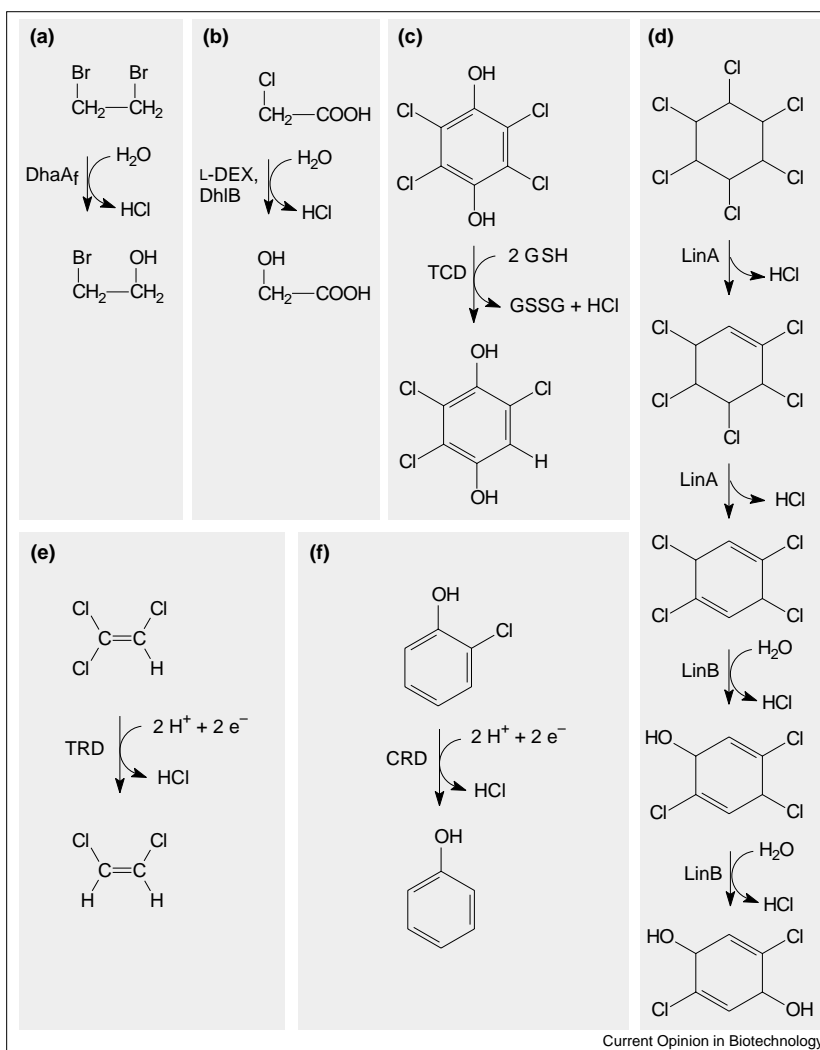 (a)
Br Br
CH2—CH2
DhaAf
H2O
HCl
Br OH
CH2—CH2
(b)
Cl
CH2—COOH
L-DEX,
DhlB
H2O
HCl
OH
CH2—COOH
(c)
OH
Cl Cl
Cl Cl
OH
TCD
2 GSH
GSSG + HCl
OH
Cl Cl
Cl H
OH
(d)
Cl
Cl Cl
Cl Cl
Cl
LinA
HCl
Cl Cl
Cl Cl
Cl
LinA
HCl
Cl Cl
Cl Cl
LinB
H2O
HCl
HO Cl
Cl Cl
LinB
H2O
HCl
HO Cl
Cl OH
(e)
Cl Cl
C=C
Cl H
TRD
2 H+ + 2 e–
HCl
Cl Cl
C=C
H H
(f)
OH
Cl
CRD
2 H+ + 2 e–
HCl
OH
Current Opinion in Biotechnology